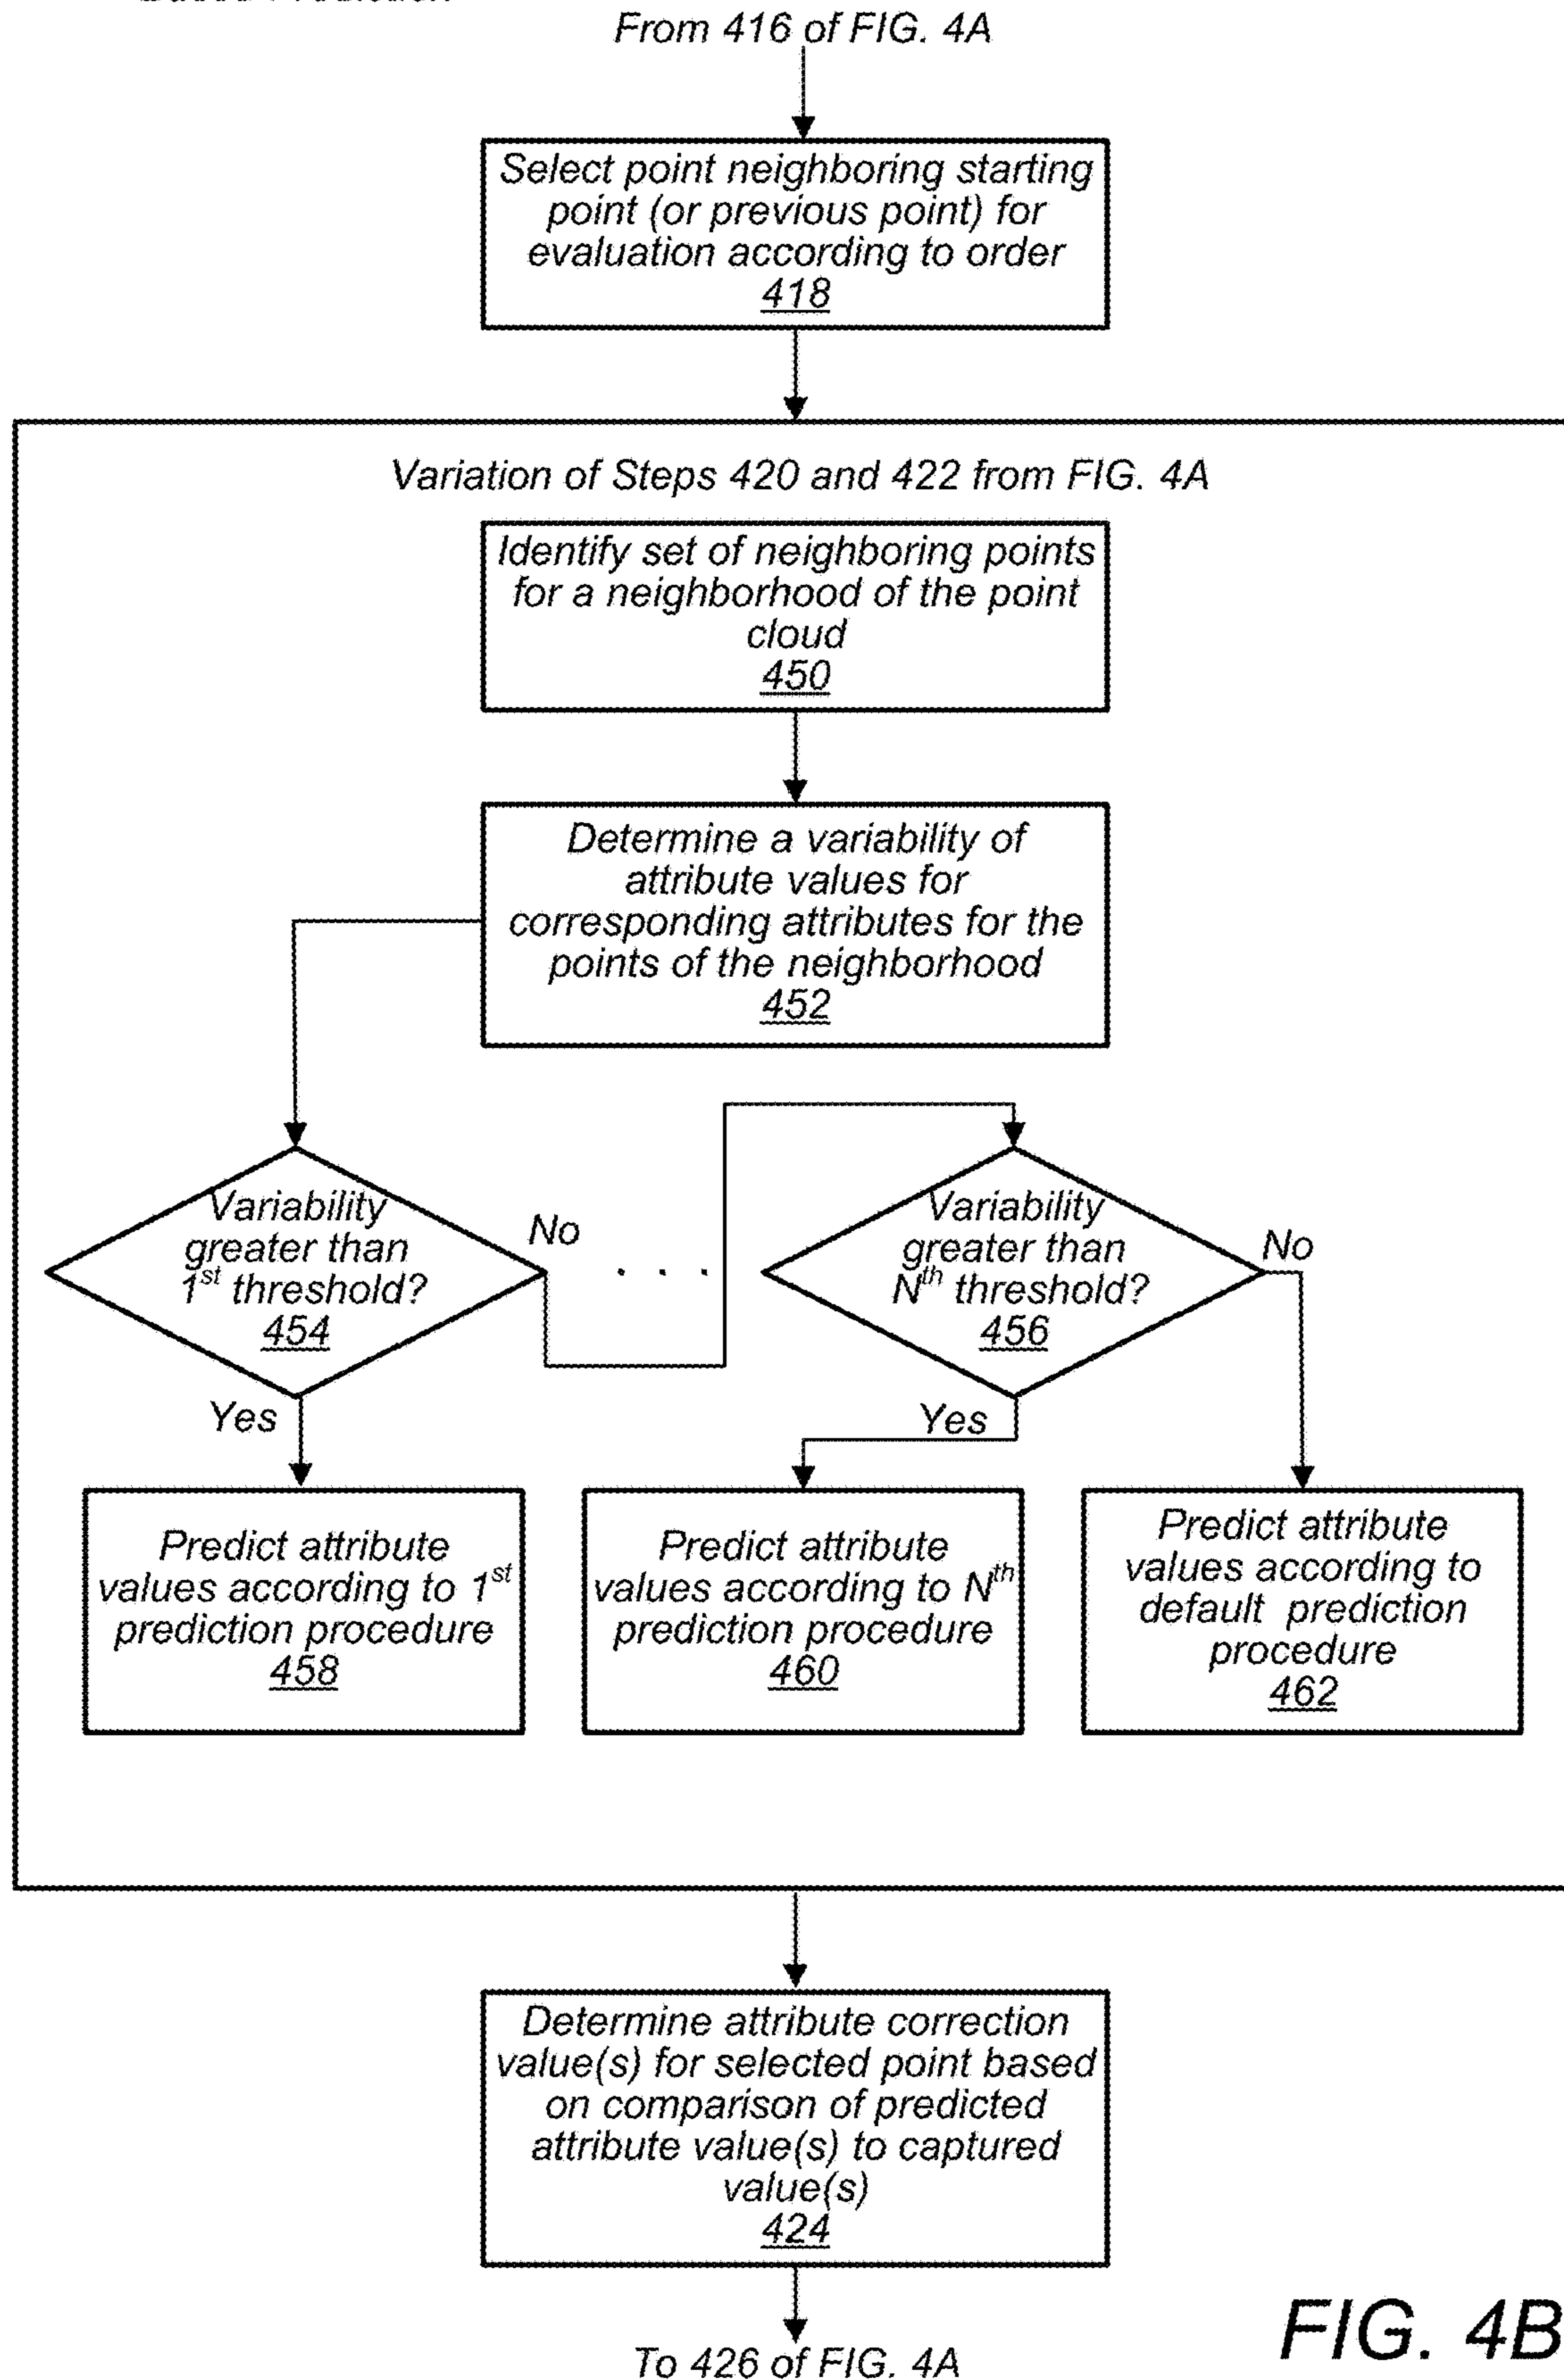 From 416 of FIG. 4A
Select point neighboring starting
point (or previous point) for
evaluation according to order
418
Variation of Steps 420 and 422 from FIG. 4A
Identify set of neighboring points
for a neighborhood of the point
cloud
450
Determine a variability of
attribute values for
corresponding attributes for the
points of the neighborhood
452
Variability
greater than
1st threshold?
454
No
. . .
Variability
greater than
Nth threshold?
456
No
Yes
Yes
Predict attribute
values according to 1st
prediction procedure
458
Predict attribute
values according to Nth
prediction procedure
460
Predict attribute
values according to
default prediction
procedure
462
Determine attribute correction
value(s) for selected point based
on comparison of predicted
attribute value(s) to captured
value(s)
424
To 426 of FIG. 4A
FIG. 4B